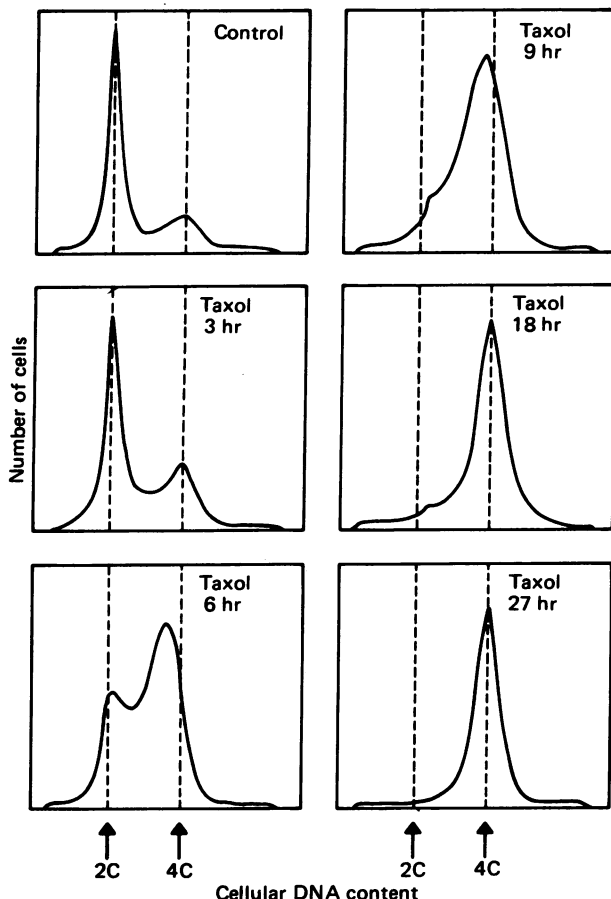 Control
Taxol
9 hr
Taxol
3 hr
Taxol
18 hr
Taxol
6 hr
Taxol
27 hr
Number of cells
2C
4C
2C
4C
Cellular DNA content